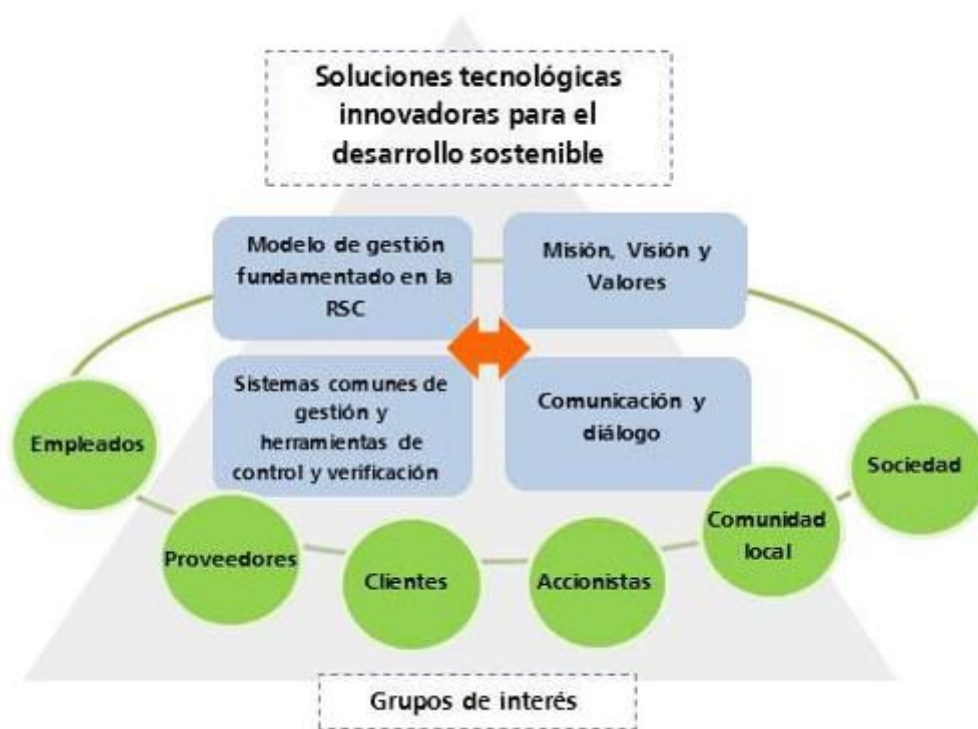 Soluciones tecnológicas
innovadoras para el
desarrollo sostenible
Modelo de gestión
fundamentado en la
RSC
Misión, Visión y
Valores
Sistemas comunes de
gestión y
herramientas de
control y verificación
Comunicación y
diálogo
Empleados
Proveedores
Clientes
Accionistas
Comunidad
local
Sociedad
Grupos de interés